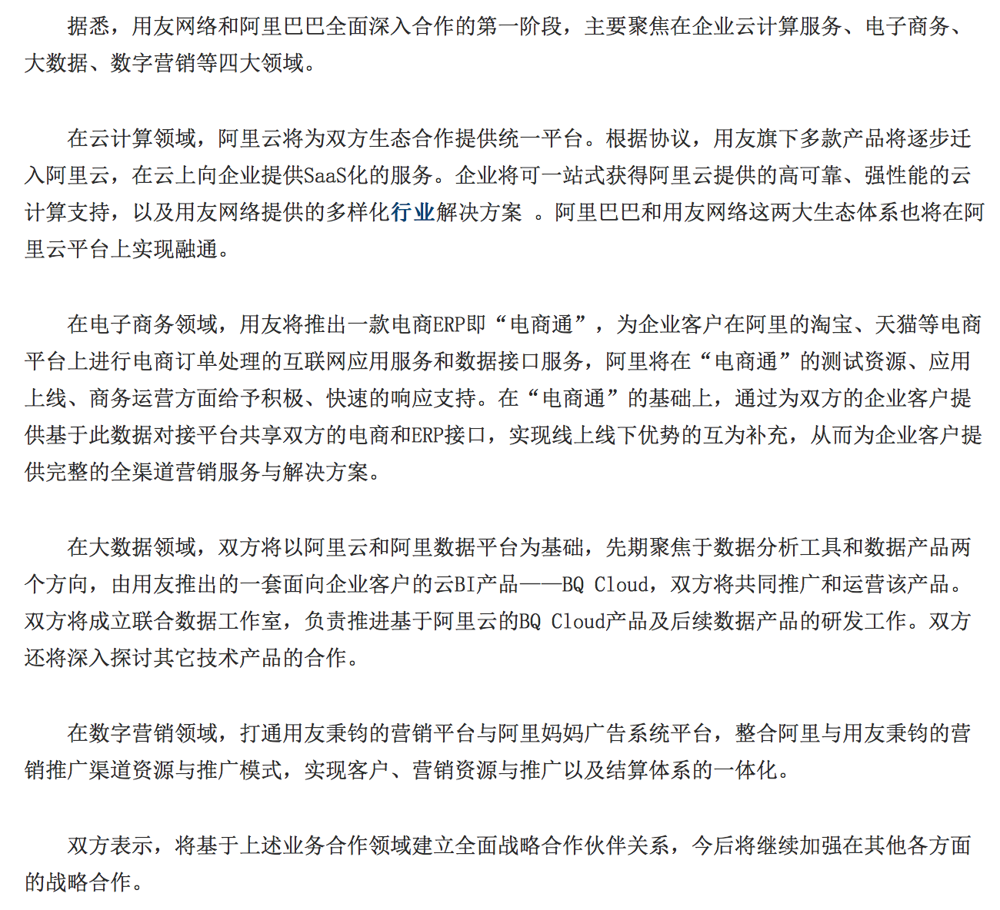 据悉，用友网络和阿里巴巴全面深入合作的第一阶段，主要聚焦在企业云计算服务、电子商务、
大数据、数字营销等四大领域。
在云计算领域，阿里云将为双方生态合作提供统一平台。根据协议，用友旗下多款产品将逐步迁
入阿里云，在云上向企业提供SaaS化的服务。企业将可一站式获得阿里云提供的高可靠、强性能的云
计算支持，以及用友网络提供的多样化行业解决方案 。阿里巴巴和用友网络这两大生态体系也将在阿
里云平台上实现融通。
在电子商务领域，用友将推出一款电商ERP即“电商通”，为企业客户在阿里的淘宝、天猫等电商
平台上进行电商订单处理的互联网应用服务和数据接口服务，阿里将在“电商通”的测试资源、应用
上线、商务运营方面给予积极、快速的响应支持。在“电商通”的基础上，通过为双方的企业客户提
供基于此数据对接平台共享双方的电商和ERP接口，实现线上线下优势的互为补充，从而为企业客户提
供完整的全渠道营销服务与解决方案。
在大数据领域，双方将以阿里云和阿里数据平台为基础，先期聚焦于数据分析工具和数据产品两
个方向，由用友推出的一套面向企业客户的云BI产品——BQ Cloud，双方将共同推广和运营该产品。
双方将成立联合数据工作室，负责推进基于阿里云的BQ Cloud产品及后续数据产品的研发工作。双方
还将深入探讨其它技术产品的合作。
在数字营销领域，打通用友秉钧的营销平台与阿里妈妈广告系统平台，整合阿里与用友秉钧的营
销推广渠道资源与推广模式，实现客户、营销资源与推广以及结算体系的一体化。
双方表示，将基于上述业务合作领域建立全面战略合作伙伴关系，今后将继续加强在其他各方面
的战略合作。